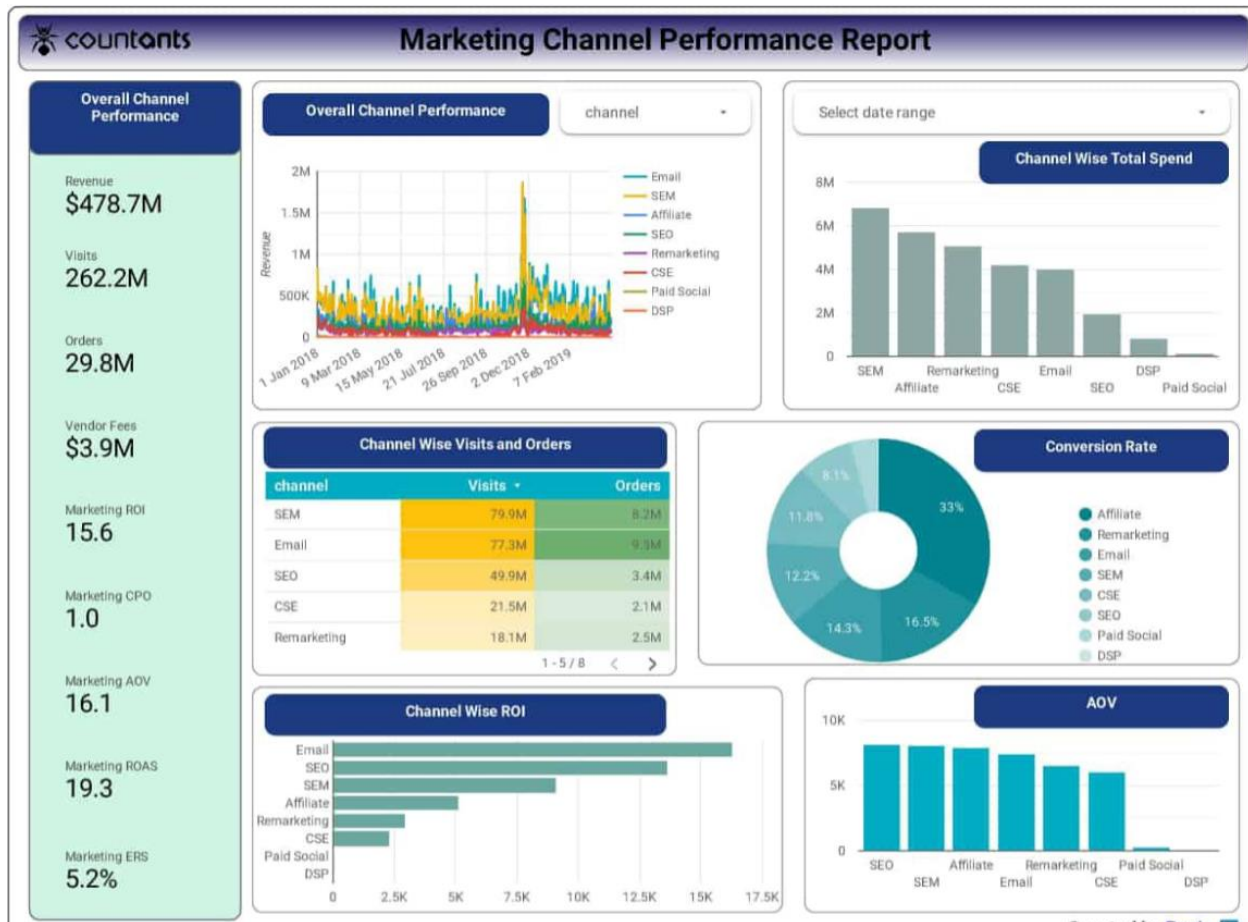 countants
Marketing Channel Performance Report
Overall Channel
Performance
Revenue
$478.7M
Visits
262.2M
Orders
29.8M
Vendor Fees
$3.9M
Marketing ROI
15.6
Marketing CPO
1.0
Marketing AOV
16.1
Marketing ROAS
19.3
Marketing ERS
5.2%
Overall Channel Performance
channel
Revenue
2M
1.5M
1M
500K
0
1 Jan 2018
9 Mar 2018
15 May 2018
21 Jul 2018
26 Sep 2018
2 Dec 2018
7 Feb 2019
Email
SEM
Affiliate
SEO
Remarketing
CSE
Paid Social
DSP
Select date range
Channel Wise Total Spend
8M
6M
4M
2M
0
SEM Remarketing Email DSP
Affiliate CSE SEO Paid Social
Channel Wise Visits and Orders
channel Visits Orders
SEM 79.9M 8.2M
Email 77.3M 9.3M
SEO 49.9M 3.4M
CSE 21.5M 2.1M
Remarketing 18.1M 2.5M
1 - 5 / 8
Conversion Rate
33%
16.5%
14.3%
12.2%
11.8%
8.1%
Affiliate
Remarketing
Email
SEM
CSE
SEO
Paid Social
DSP
Channel Wise ROI
Email
SEO
SEM
Affiliate
Remarketing
CSE
Paid Social
DSP
0 2.5K 5K 7.5K 10K 12.5K 15K 17.5K
AOV
10K
5K
0
SEO Affiliate Remarketing Paid Social
SEM Email CSE DSP